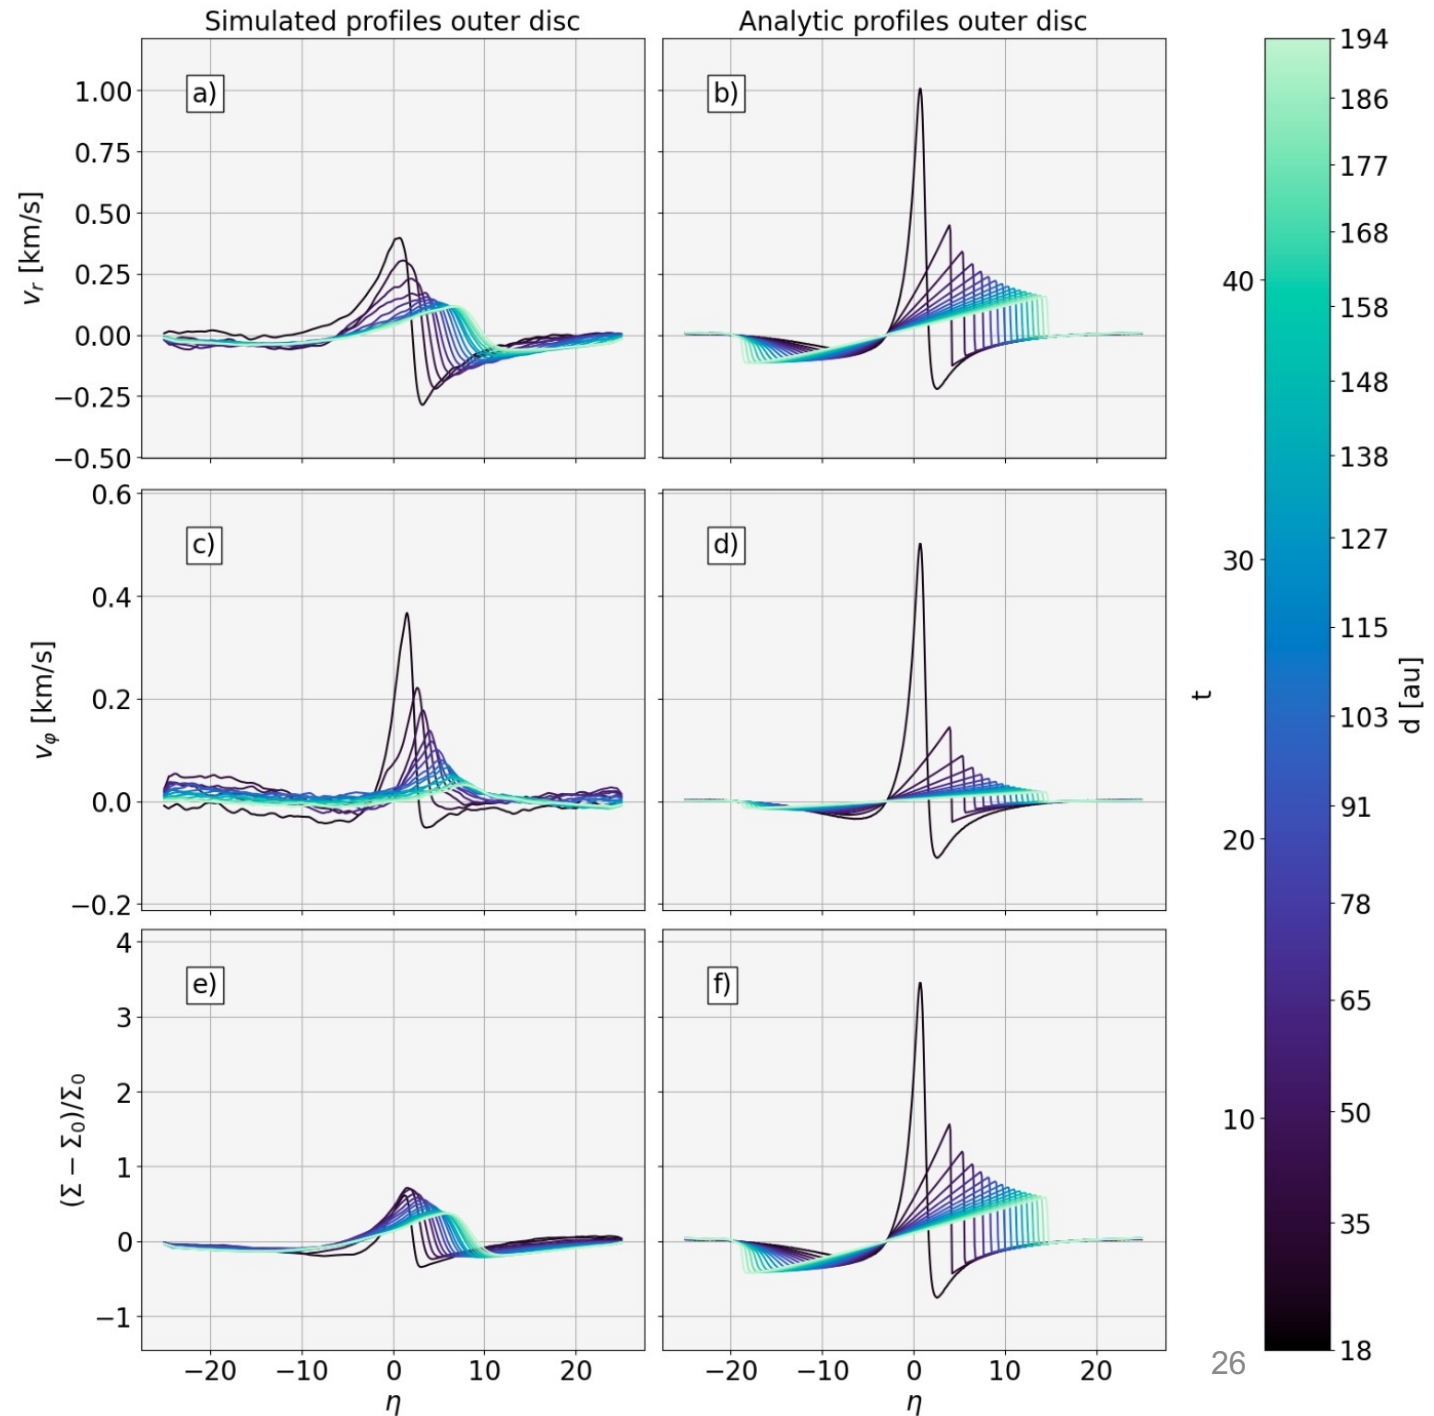 Simulated profiles outer disc
Analytic profiles outer disc
a)
b)
1.00
0.75
0.50
0.25
0.00
−0.25
−0.50
v_r [km/s]
c)
d)
0.6
0.4
0.2
0.0
−0.2
v_φ [km/s]
e)
f)
4
3
2
1
0
−1
(Σ − Σ₀)/Σ₀
−20 −10 0 10 20
η
−20 −10 0 10 20
η
40
30
20
10
t
194
186
177
168
158
148
138
127
115
103
91
78
65
50
35
18
d [au]
26